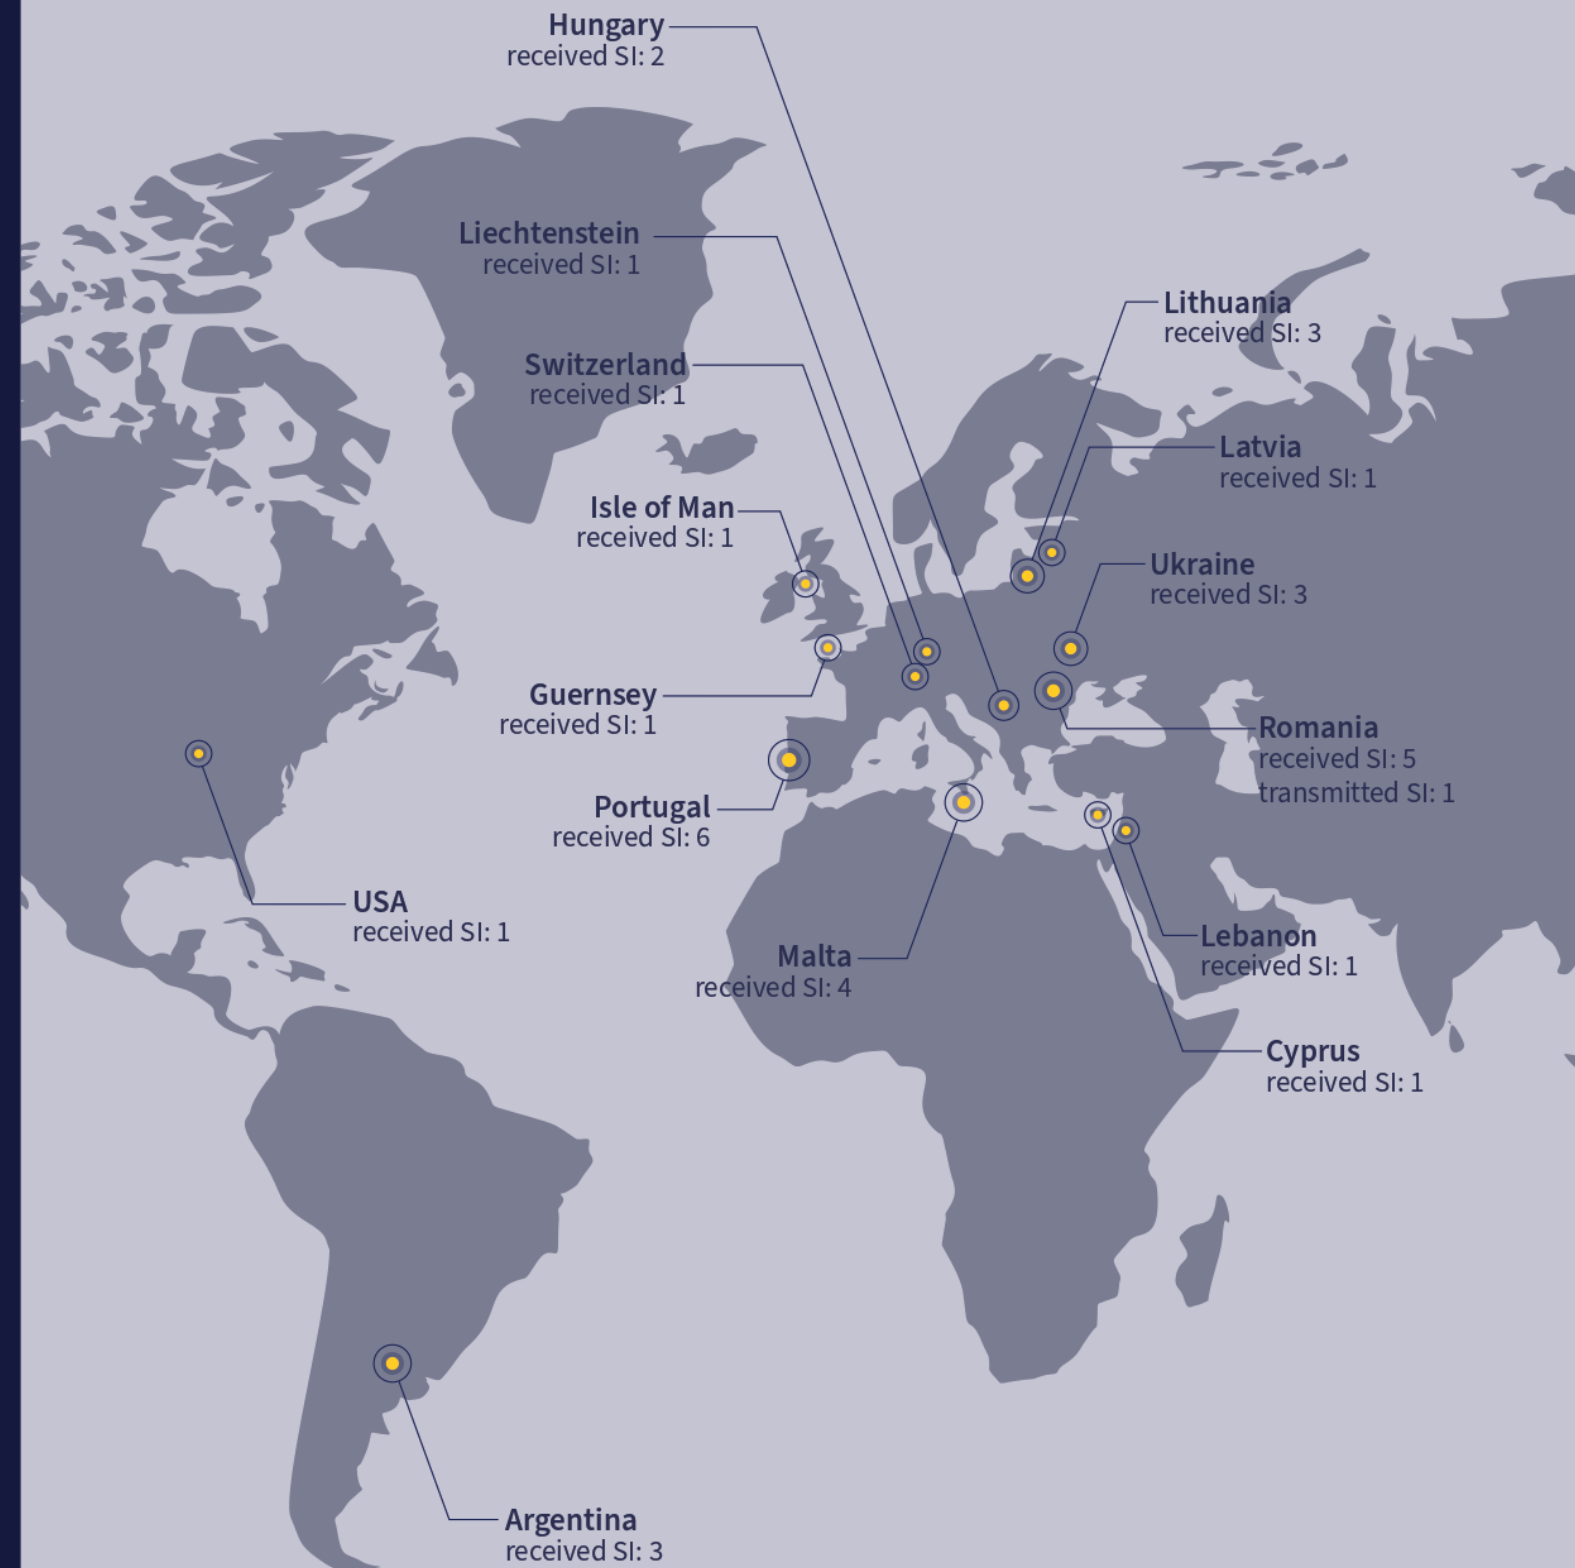 Hungary
received SI: 2
Liechtenstein
received SI: 1
Lithuania
received SI: 3
Switzerland
received SI: 1
Latvia
received SI: 1
Isle of Man
received SI: 1
Ukraine
received SI: 3
Guernsey
received SI: 1
Romania
received SI: 5
transmitted SI: 1
Portugal
received SI: 6
USA
received SI: 1
Malta
received SI: 4
Lebanon
received SI: 1
Cyprus
received SI: 1
Argentina
received SI: 3